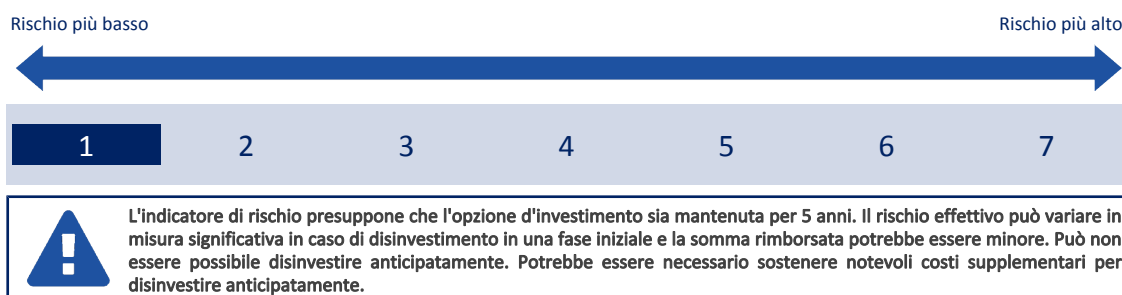 Rischio più basso Rischio più alto
1 2 3 4 5 6 7
L'indicatore di rischio presuppone che l'opzione d'investimento sia mantenuta per 5 anni. Il rischio effettivo può variare in
misura significativa in caso di disinvestimento in una fase iniziale e la somma rimborsata potrebbe essere minore. Può non
essere possibile disinvestire anticipatamente. Potrebbe essere necessario sostenere notevoli costi supplementari per
disinvestire anticipatamente.